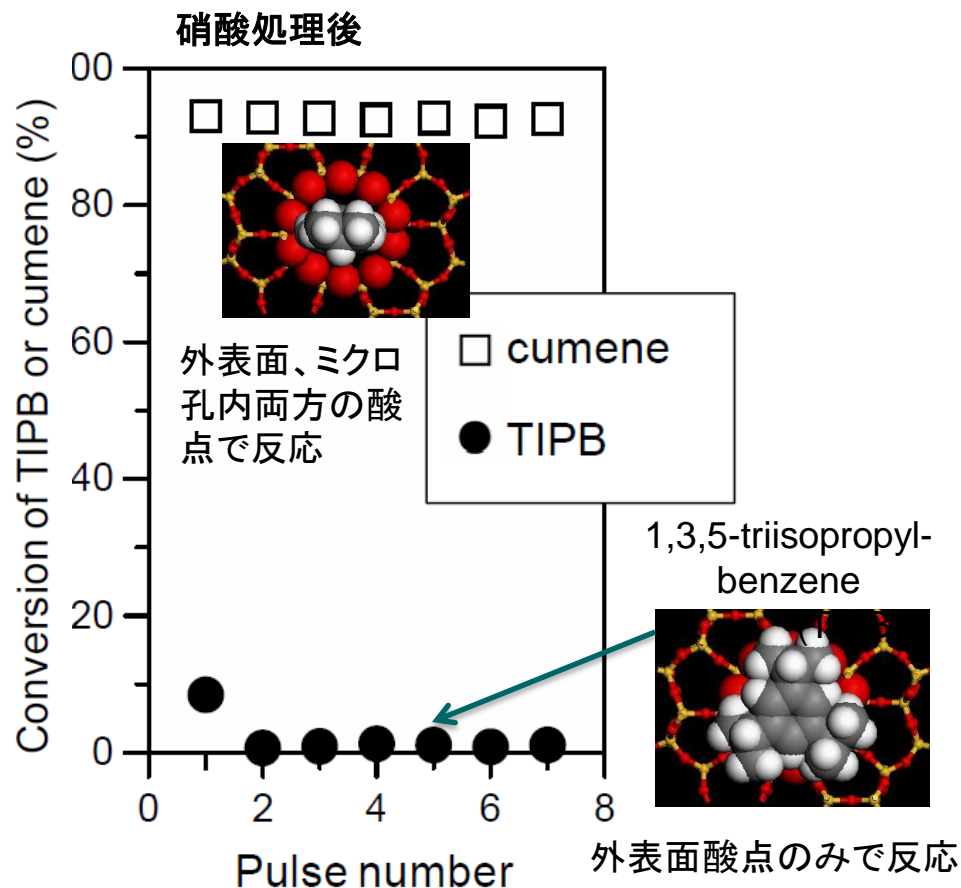 硝酸処理後
Conversion of TIPB or cumene (%)
00
80
60
40
20
0
0
2
4
6
8
Pulse number
外表面、ミクロ
孔内両方の酸
点で反応
cumene
TIPB
1,3,5-triisopropyl-
benzene
外表面酸点のみで反応